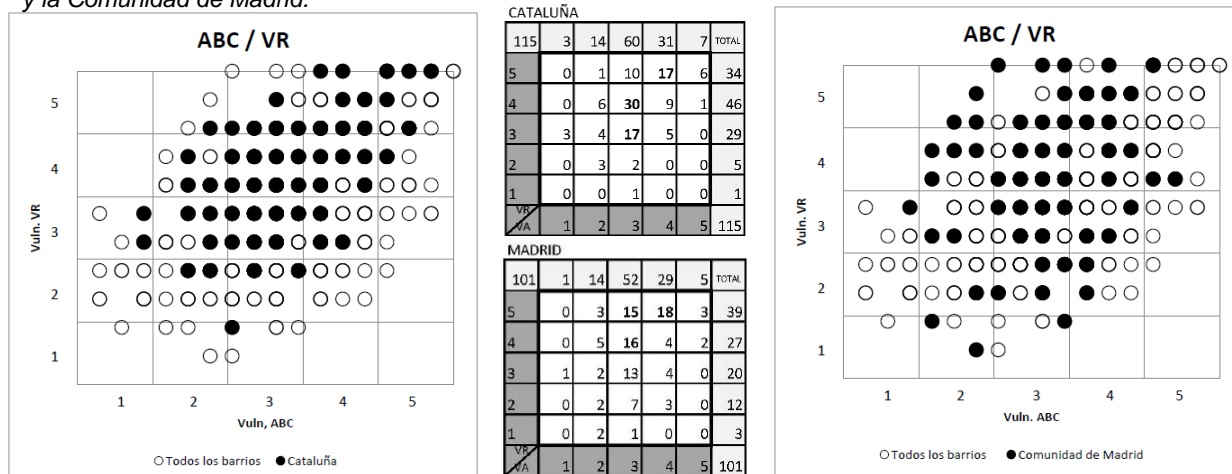 y la Comunidad de Madrid.
ABC / VR
5
4
3
2
1
1 2 3 4 5
Vuln. VR
Vuln, ABC
Todos los barrios Cataluña
CATALUÑA
115 3 14 60 31 7 TOTAL
5 0 1 10 17 6 34
4 0 6 30 9 1 46
3 3 4 17 5 0 29
2 0 3 2 0 0 5
1 0 0 1 0 0 1
VR
VA 1 2 3 4 5 115
MADRID
101 1 14 52 29 5 TOTAL
5 0 3 15 18 3 39
4 0 5 16 4 2 27
3 1 2 13 4 0 20
2 0 2 7 3 0 12
1 0 2 1 0 0 3
VR
VA 1 2 3 4 5 101
ABC / VR
5
4
3
2
1
1 2 3 4 5
Vuln. VR
Vuln. ABC
Todos los barrios Comunidad de Madrid